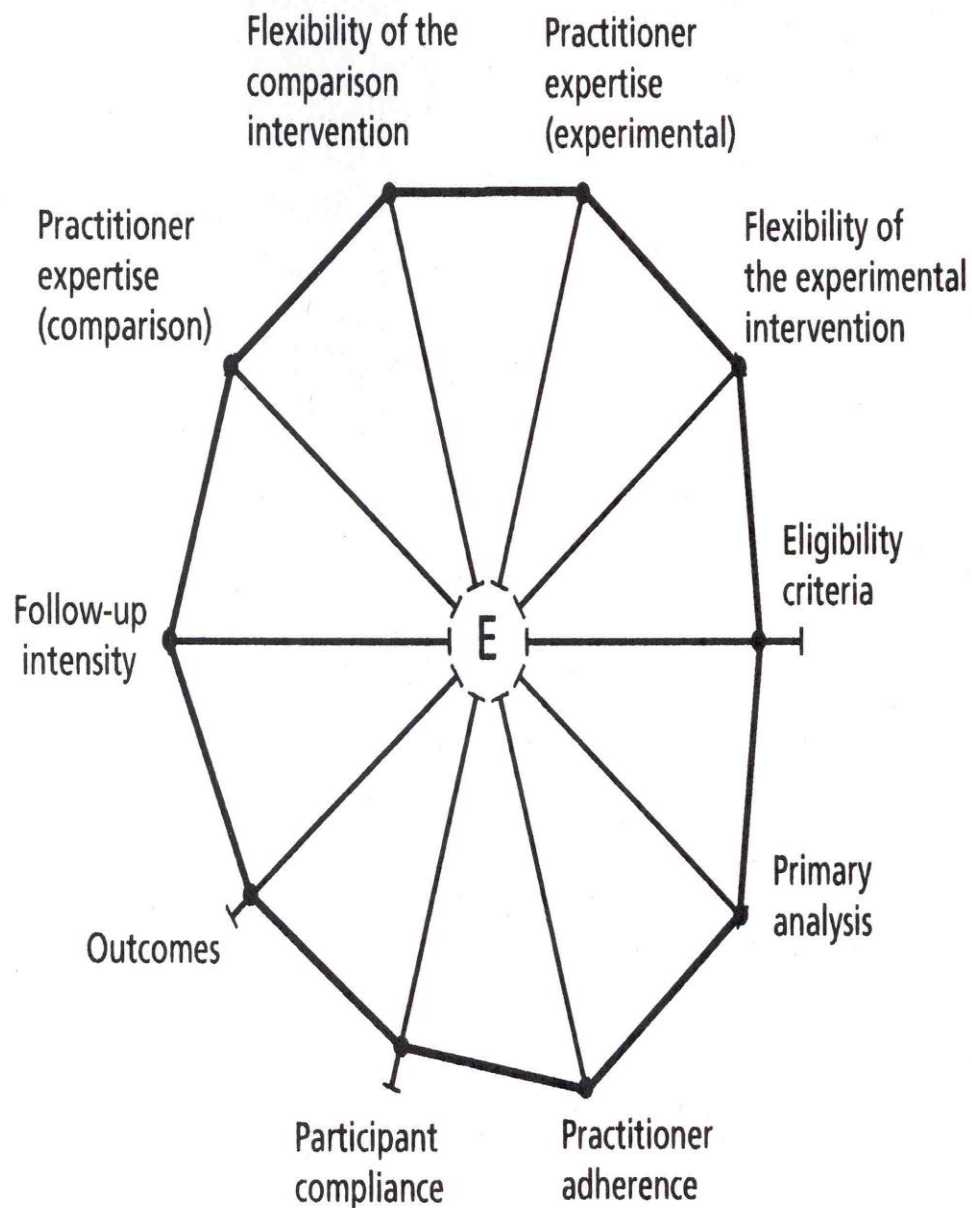 Flexibility of the
comparison
intervention
Practitioner
expertise
(experimental)
Practitioner
expertise
(comparison)
Flexibility of
the experimental
intervention
Eligibility
criteria
Follow-up
intensity
E
Primary
analysis
Outcomes
Participant
compliance
Practitioner
adherence